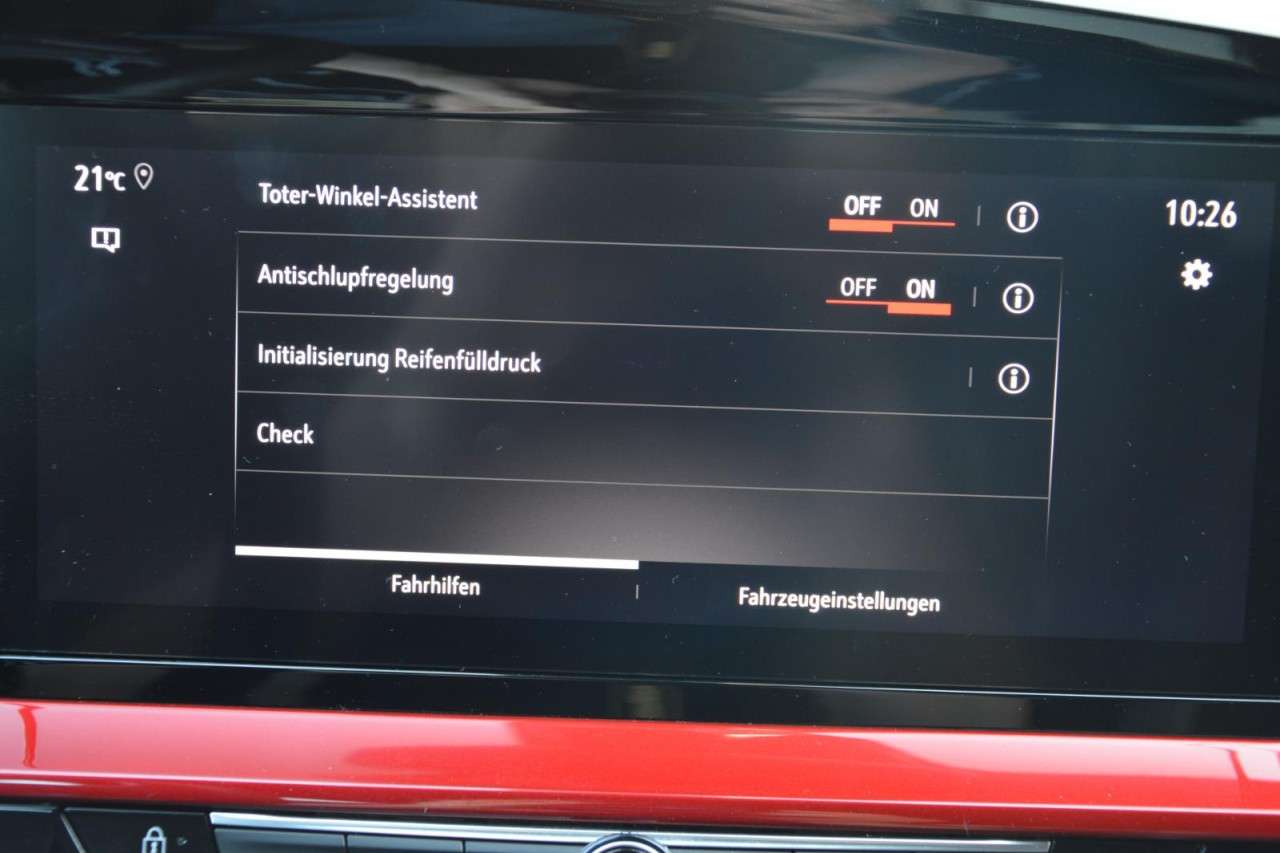 21°C
10:26
Toter-Winkel-Assistent
OFF ON
Antischlupfregelung
OFF ON
Initialisierung Reifenfülldruck
Check
Fahrhilfen
Fahrzeugeinstellungen